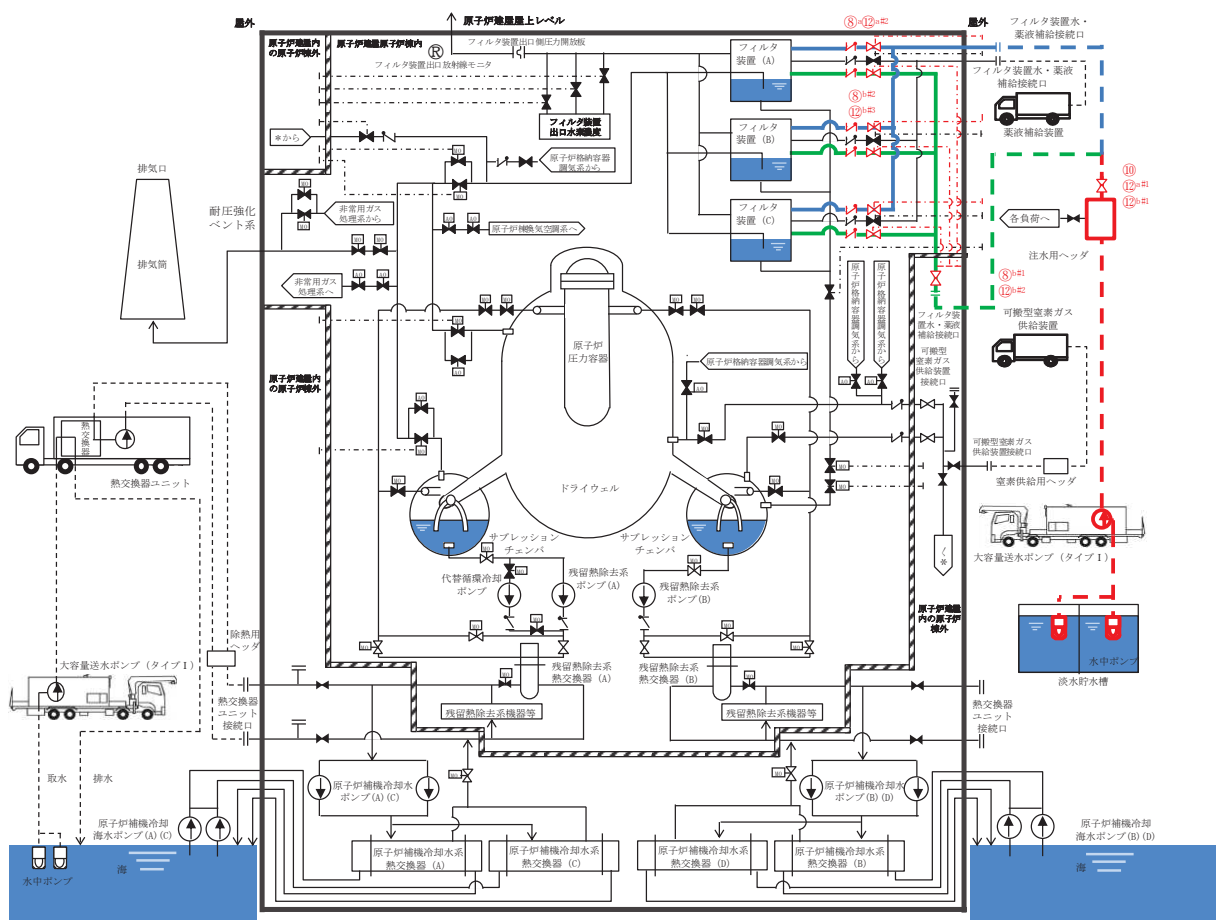 屋外
原子炉建屋屋上レベル
屋外
原子炉建屋内
の原子炉棟外
原子炉建屋原子炉棟内
R
フィルタ装置出口側圧力開放板
フィルタ装置出口放射線モニタ
フィルタ装置
出口水素濃度
フィルタ
装置 (A)
フィルタ
装置 (B)
フィルタ
装置 (C)
⑧a⑫a#2
⑧b#2
⑫b#3
フィルタ装置水・
薬液補給接続口
フィルタ装置水・薬液
補給接続口
薬液補給装置
⑩
⑫a#1
⑫b#1
各負荷へ
注水用ヘッダ
⑧b#1
⑫b#2
フィルタ装
置水・薬液
補給接続口
可搬型窒素ガス
供給装置
可搬型
窒素ガス
供給装置
接続口
可搬型窒素ガス
供給装置接続口
窒素供給用ヘッダ
大容量送水ポンプ（タイプⅠ）
水中ポンプ
淡水貯水槽
*から
原子炉格納容器
調気系から
非常用ガス
処理系から
原子炉棟換気空調系へ
非常用ガス
処理系へ
耐圧強化
ベント系
排気口
排気筒
原子炉格納容器調気系から
原子炉格納容器調気系から
原子炉格納容器調気系から
原子炉
圧力容器
ドライウェル
原子炉建屋内
の原子炉棟外
熱交換器
熱交換器ユニット
サプレッション
チェンバ
サプレッション
チェンバ
代替循環冷却
ポンプ
残留熱除去系
ポンプ(A)
残留熱除去系
ポンプ(B)
*へ
原子炉建屋
内の原子炉
棟外
残留熱除去系
熱交換器 (A)
残留熱除去系
熱交換器 (B)
残留熱除去系機器等
残留熱除去系機器等
除熱用
ヘッダ
大容量送水ポンプ（タイプⅠ）
熱交換器
ユニット
接続口
熱交換器
ユニット
接続口
取水
排水
原子炉補機冷却水
ポンプ(A)(C)
原子炉補機冷却水
ポンプ(B)(D)
原子炉補機冷却
海水ポンプ(A)(C)
原子炉補機冷却
海水ポンプ(B)(D)
原子炉補機冷却水系
熱交換器 (A)
原子炉補機冷却水系
熱交換器 (C)
原子炉補機冷却水系
熱交換器 (D)
原子炉補機冷却水系
熱交換器 (B)
水中ポンプ
海
海